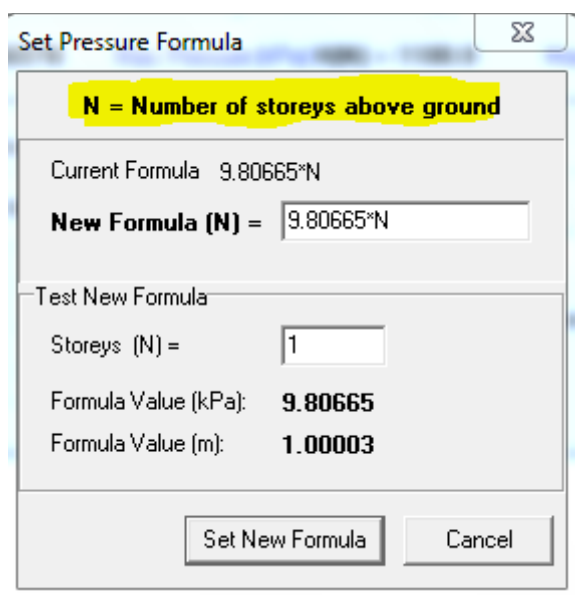 Set Pressure Formula
N = Number of storeys above ground
Current Formula 9.80665*N
New Formula (N) = 9.80665*N
Test New Formula
Storeys (N) = 1
Formula Value (kPa): 9.80665
Formula Value (m): 1.00003
Set New Formula Cancel